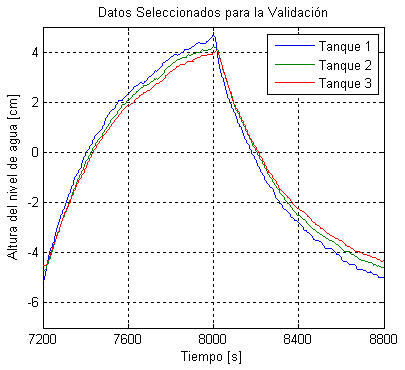 Datos Seleccionados para la Validación
Tanque 1
Tanque 2
Tanque 3
Altura del nivel de agua [cm]
4
2
0
-2
-4
-6
7200 7600 8000 8400 8800
Tiempo [s]